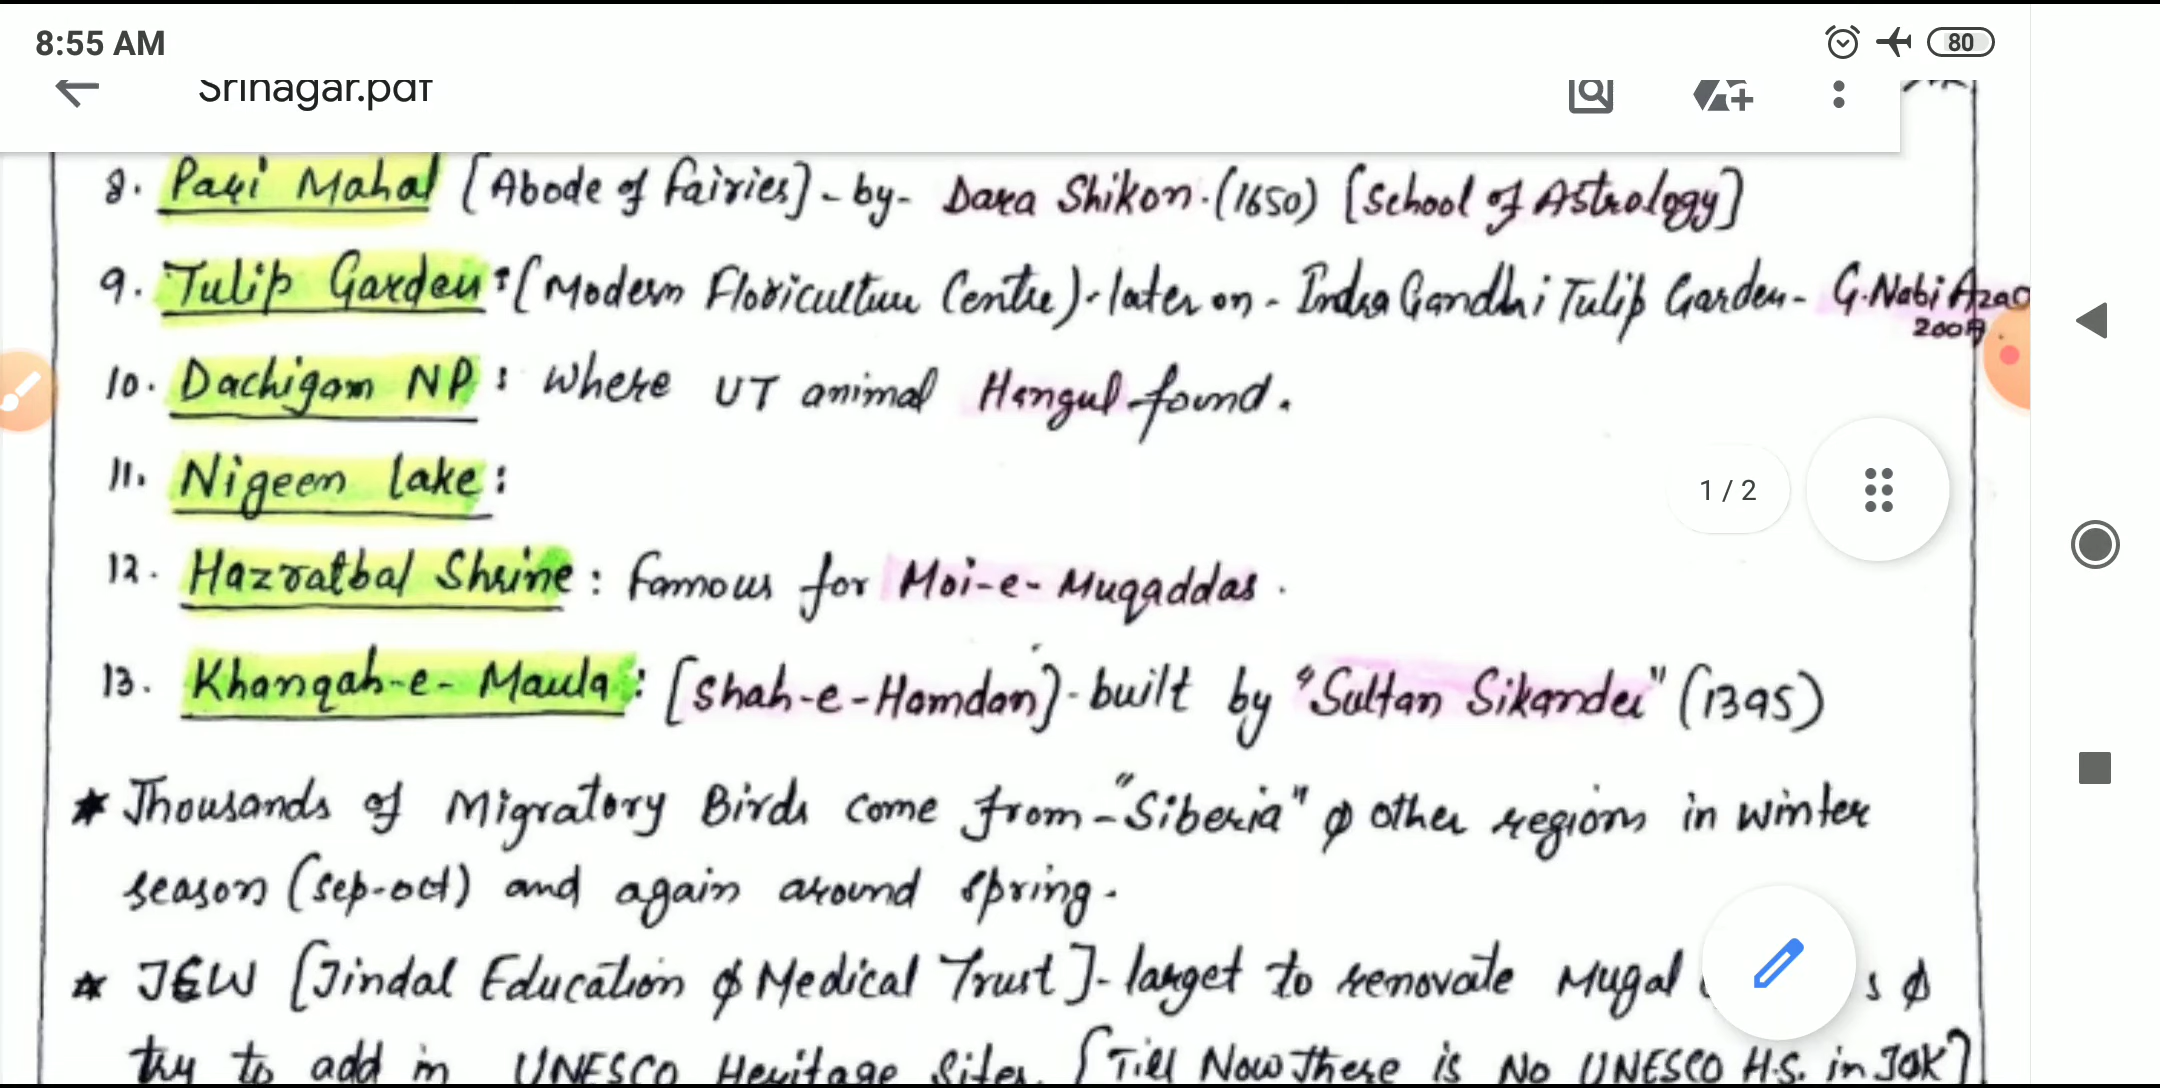 8:55 AM
80
Srinagar.pdf
8. Pari Mahal [Abode of fairies] - by - Dara Shikon. (1650) [School of Astrology]
9. Tulip Garden: (Modern Floriculture Centre) - later on - Indra Gandhi Tulip Garden - G. Nabi Azad
10. Dachigam NP: where UT animal Hangul found.
11. Nigeen lake:
1 / 2
12. Hazratbal Shrine: famous for Moi-e-Muqaddas.
13. Khanqah-e-Maula: [Shah-e-Hamdan] - built by "Sultan Sikander" (1395)
* Thousands of Migratory Birds come from - "Siberia" & other regions in winter
season (sep-oct) and again around spring.
* JEW [Jindal Education & Medical Trust] - target to renovate Mugal s &
try to add in UNESCO Heritage Sites. [Till Now There is No UNESCO H.S. in J&K]